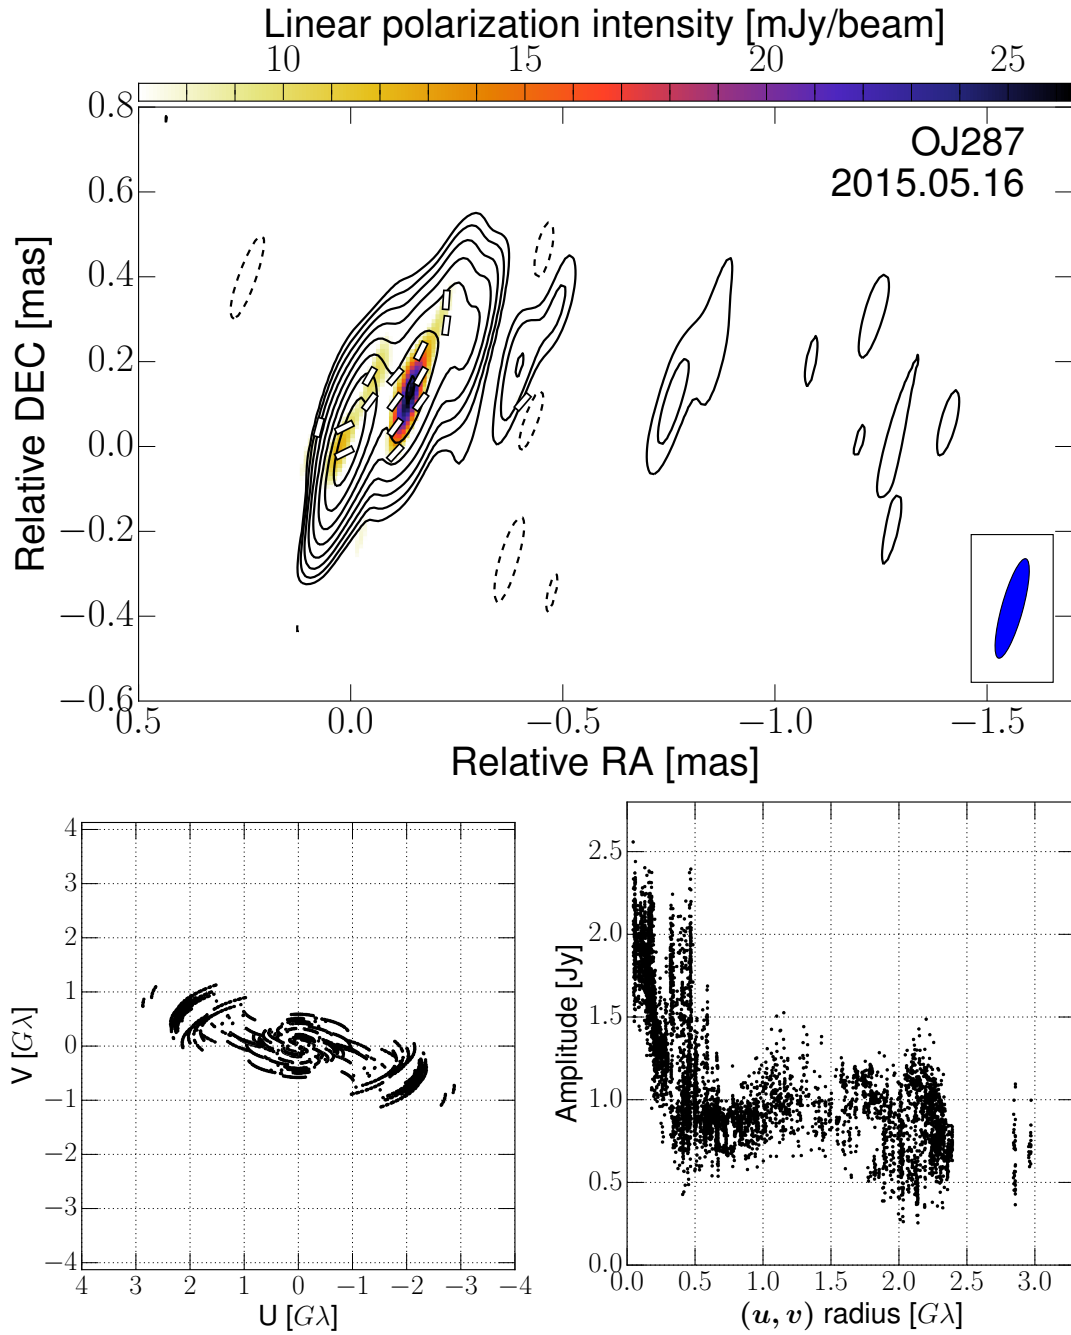 Linear polarization intensity [mJy/beam]
10 15 20 25
OJ287
2015.05.16
Relative DEC [mas]
0.8
0.6
0.4
0.2
0.0
−0.2
−0.4
−0.6
0.5 0.0 −0.5 −1.0 −1.5
Relative RA [mas]
V [Gλ]
4
3
2
1
0
−1
−2
−3
−4
4 3 2 1 0 −1 −2 −3 −4
U [Gλ]
Amplitude [Jy]
2.5
2.0
1.5
1.0
0.5
0.0
0.0 0.5 1.0 1.5 2.0 2.5 3.0
(u, v) radius [Gλ]